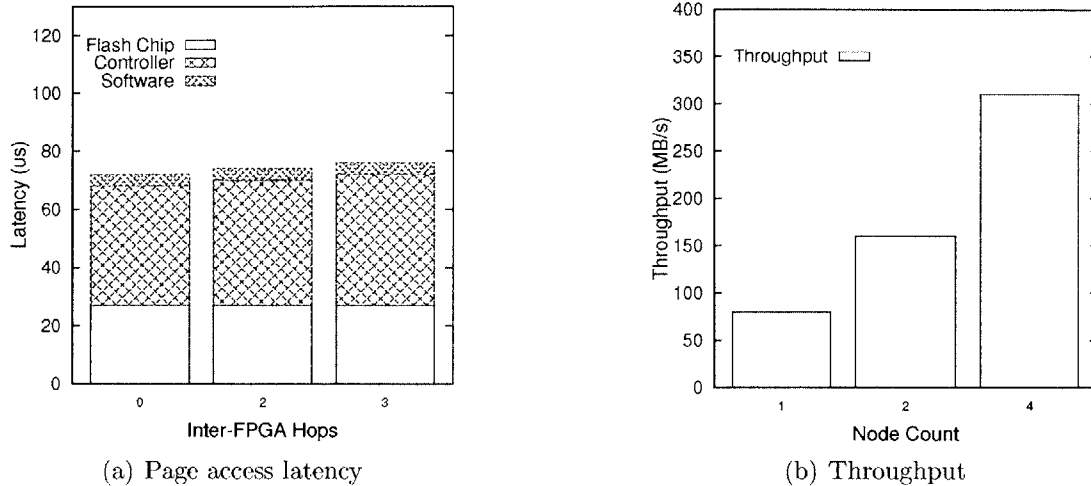 Flash Chip
Controller
Software
Latency (us)
120
100
80
60
40
20
0
0 2 3
Inter-FPGA Hops
(a) Page access latency
Throughput
Throughput (MB/s)
400
350
300
250
200
150
100
50
0
1 2 4
Node Count
(b) Throughput